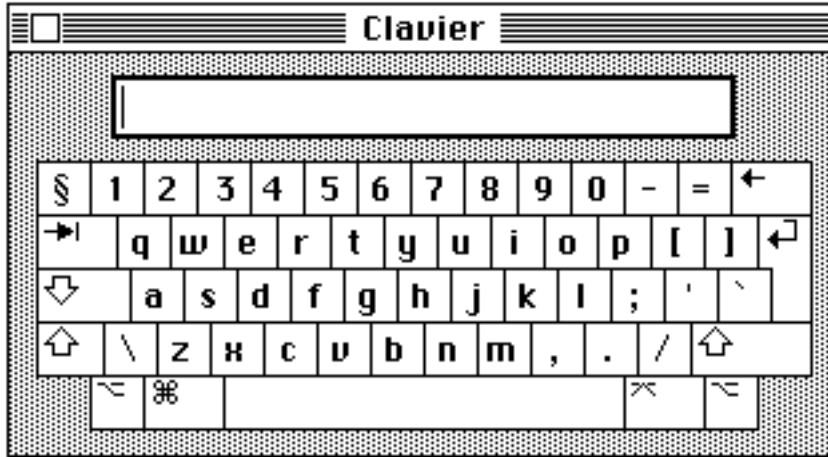 Clavier
§ 1 2 3 4 5 6 7 8 9 0 - = ←
⇥ q w e r t y u i o p [ ] ↵
⇩ a s d f g h j k l ; ' `
⇧ \ z x c v b n m , . / ⇧
⌥ ⌘ ⌤ ⌥